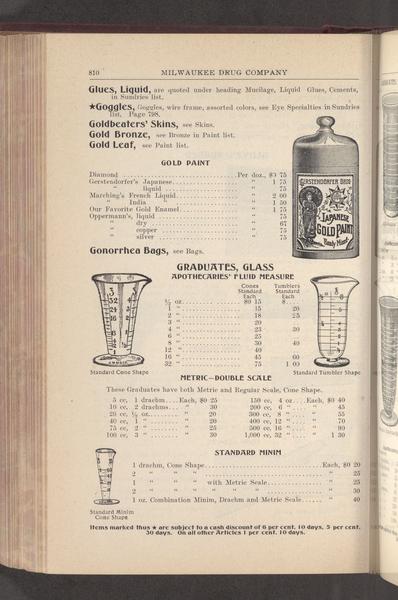 810 MILWAUKEE DRUG COMPANY
Glues, Liquid, are quoted under heading Mucilage, Liquid Glues, Cements,
in Sundries list.
★Goggles, Goggles, wire frame, assorted colors, see Eye Specialties in Sundries
list. Page 798.
Goldbeaters' Skins, see Skins.
Gold Bronze, see Bronze in Paint list.
Gold Leaf, see Paint list.
GOLD PAINT
Diamond Per doz., $0 75
Gerstendorfer's Japanese " 1 75
" liquid " 75
Marching's French Liquid " 2 00
" India " 1 50
Our Favorite Gold Enamel " 1 75
Oppermann's, liquid " 75
" dry " 67
" copper " 75
" silver " 75
GERSTENDORFER BROS
JAPANESE
GOLD PAINT
Ready Mixed
Gonorrhea Bags, see Bags.
GRADUATES, GLASS
APOTHECARIES' FLUID MEASURE
Cones Tumblers
Standard Standard
Each Each
½ oz $0 15 $
1 " 15 20
2 " 18 25
3 " 20
4 " 23 30
6 " 25
8 " 30 40
12 " 40
16 " 45 60
32 " 75 1 00
Standard Cone Shape
Standard Tumbler Shape
METRIC—DOUBLE SCALE
These Graduates have both Metric and Regular Scale, Cone Shape.
5 cc, 1 drachm Each, $0 25
10 cc, 2 drachms " 30
25 cc, ½ oz " 20
40 cc, 1 " " 20
75 cc, 2 " " 25
100 cc, 3 " " 30
150 cc, 4 oz Each, $0 40
200 cc, 6 " " 45
300 cc, 8 " " 55
400 cc, 12 " " 70
500 cc, 16 " " 90
1,000 cc, 32 " " 1 30
STANDARD MINIM
1 drachm, Cone Shape Each, $0 20
2 " " " " 25
1 " " " with Metric Scale " 25
2 " " " " " " " 30
1 oz. Combination Minim, Drachm and Metric Scale " 40
Standard Minim
Cone Shape
Items marked thus ★ are subject to a cash discount of 6 per cent. 10 days, 5 per cent.
30 days. On all other Articles 1 per cent. 10 days.